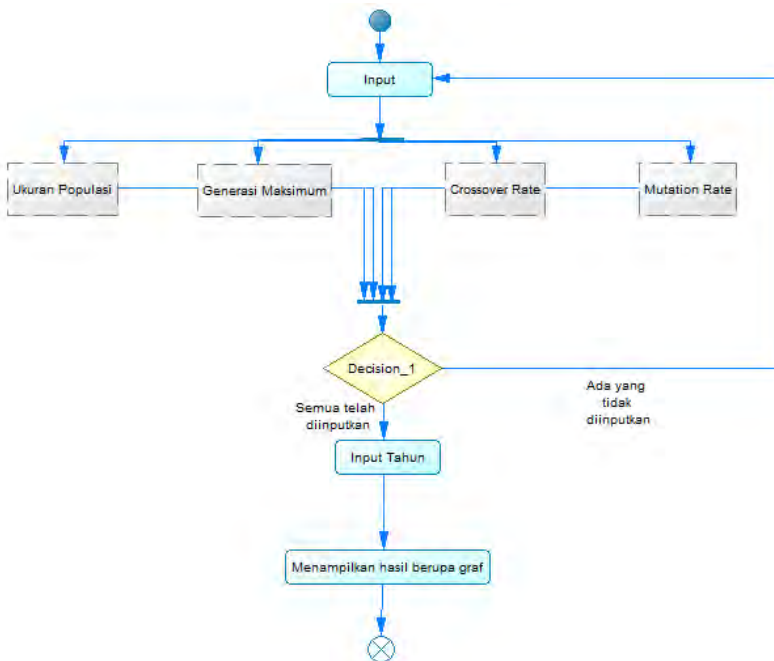 Input
Ukuran Populasi
Generasi Maksimum
Crossover Rate
Mutation Rate
Decision_1
Ada yang
tidak
diinputkan
Semua telah
diinputkan
Input Tahun
Menampilkan hasil berupa graf